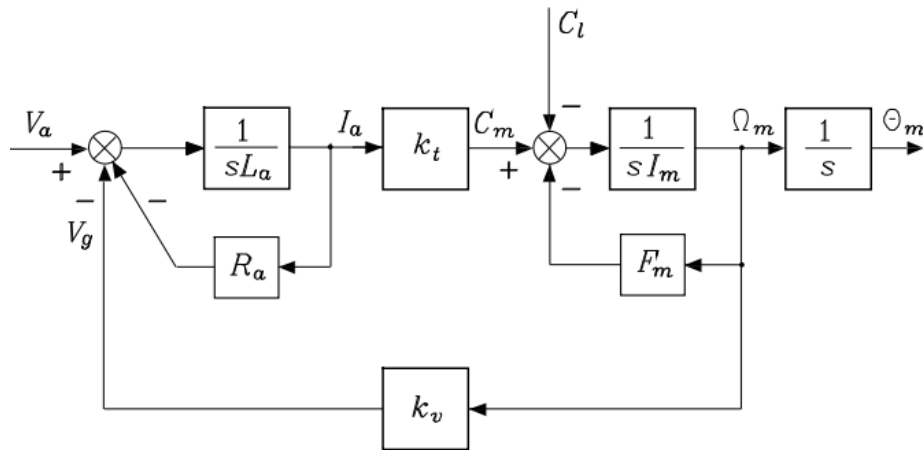 C_l
V_a
+
−
V_g
−
1
sL_a
I_a
k_t
C_m
+
−
−
1
sI_m
Ω_m
1
s
Θ_m
R_a
F_m
k_v